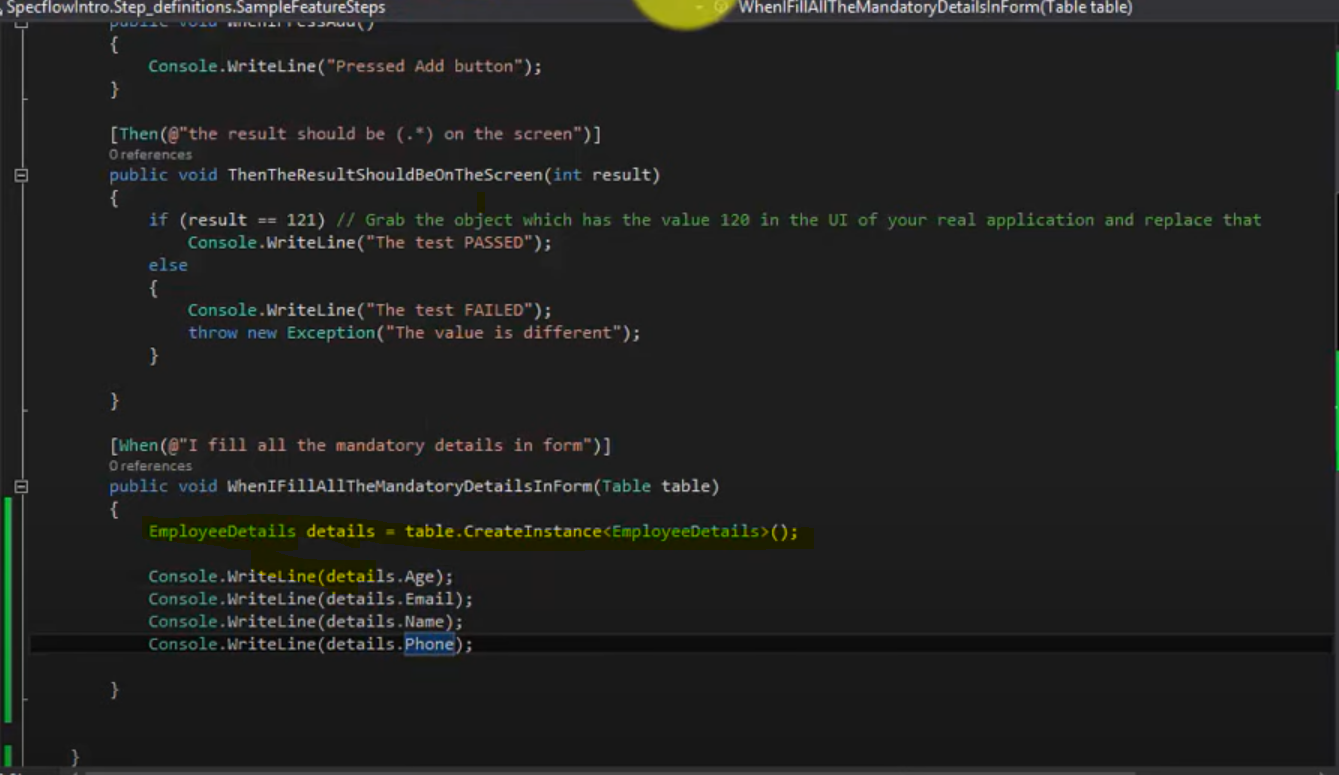 SpecflowIntro.Step_definitions.SampleFeatureSteps
WhenIFillAllTheMandatoryDetailsInForm(Table table)
public void WhenIPressAdd()
{
Console.WriteLine("Pressed Add button");
}
[Then(@"the result should be (.*) on the screen")]
0 references
public void ThenTheResultShouldBeOnTheScreen(int result)
{
if (result == 121) // Grab the object which has the value 120 in the UI of your real application and replace that
Console.WriteLine("The test PASSED");
else
{
Console.WriteLine("The test FAILED");
throw new Exception("The value is different");
}
}
[When(@"I fill all the mandatory details in form")]
0 references
public void WhenIFillAllTheMandatoryDetailsInForm(Table table)
{
EmployeeDetails details = table.CreateInstance<EmployeeDetails>();
Console.WriteLine(details.Age);
Console.WriteLine(details.Email);
Console.WriteLine(details.Name);
Console.WriteLine(details.Phone);
}
}